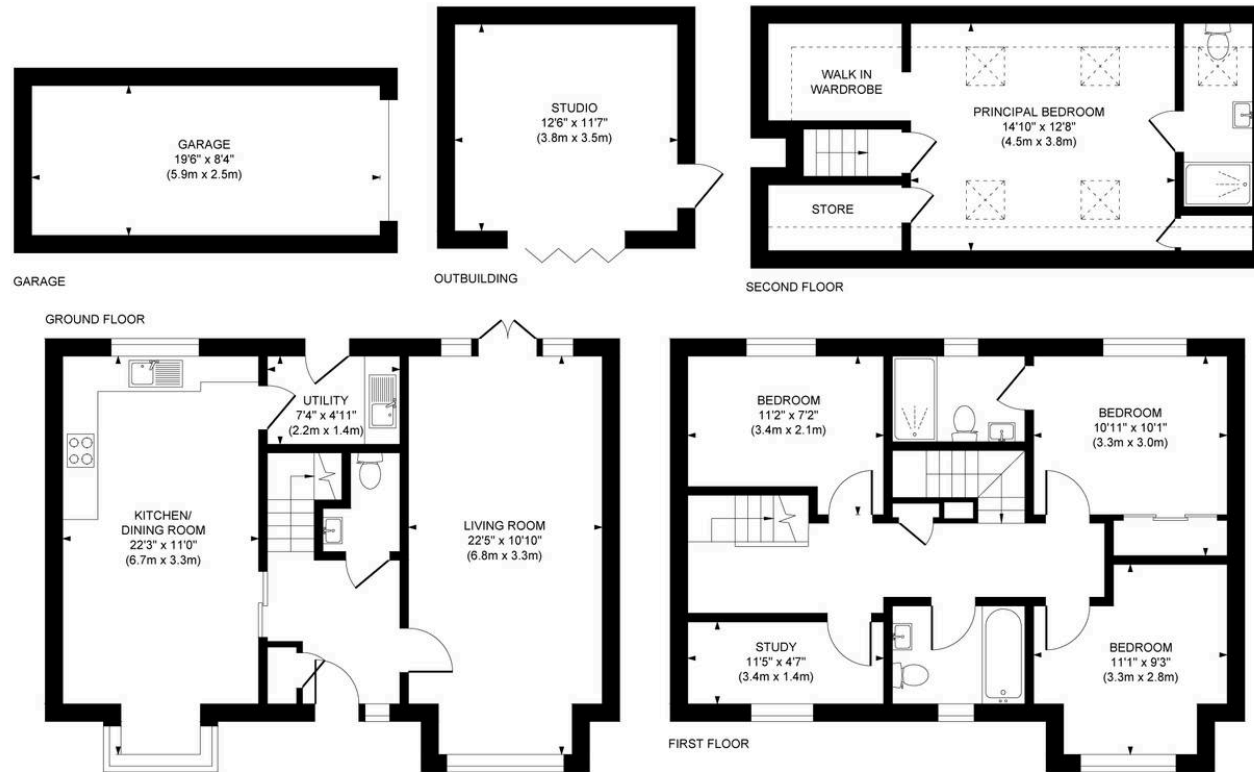 GARAGE
19'6" x 8'4"
(5.9m x 2.5m)
GARAGE
STUDIO
12'6" x 11'7"
(3.8m x 3.5m)
OUTBUILDING
WALK IN
WARDROBE
PRINCIPAL BEDROOM
14'10" x 12'8"
(4.5m x 3.8m)
STORE
SECOND FLOOR
GROUND FLOOR
UTILITY
7'4" x 4'11"
(2.2m x 1.4m)
KITCHEN/
DINING ROOM
22'3" x 11'0"
(6.7m x 3.3m)
LIVING ROOM
22'5" x 10'10"
(6.8m x 3.3m)
BEDROOM
11'2" x 7'2"
(3.4m x 2.1m)
BEDROOM
10'11" x 10'1"
(3.3m x 3.0m)
STUDY
11'5" x 4'7"
(3.4m x 1.4m)
BEDROOM
11'1" x 9'3"
(3.3m x 2.8m)
FIRST FLOOR